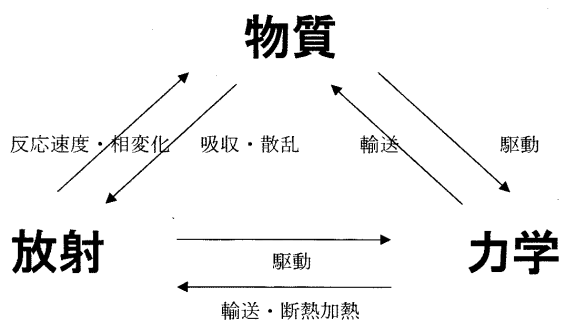 物質
反応速度・相変化 吸収・散乱 輸送 駆動
放射 力学
駆動
輸送・断熱加熱